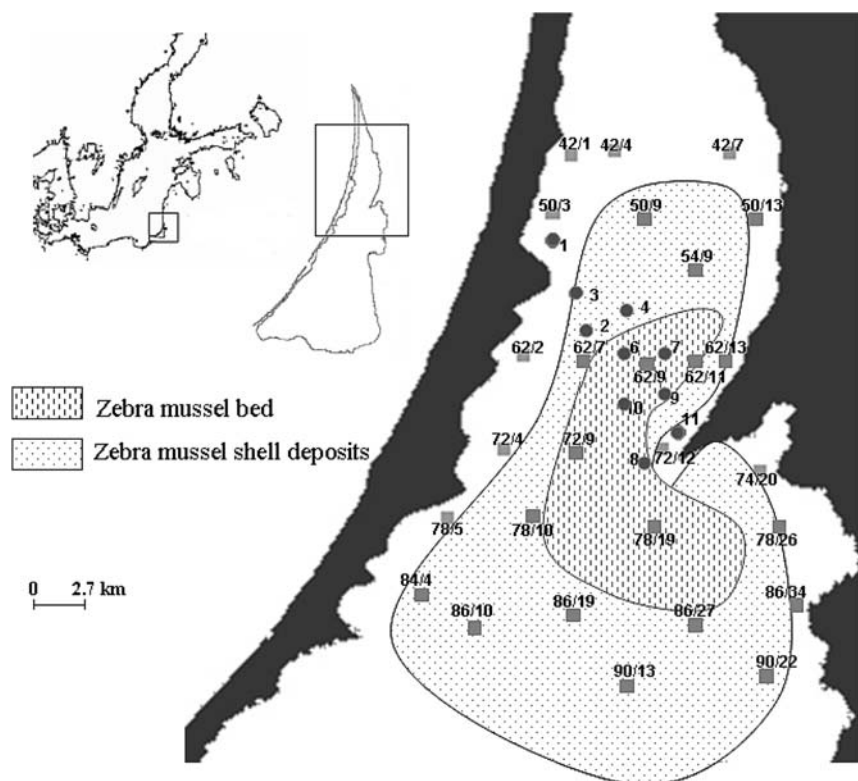 42/1 42/4 42/7
50/3 50/9 50/13
1
54/9
3
4
2
62/2 62/7 6 7 62/13
62/9 62/11
Zebra mussel bed
9
10
11
Zebra mussel shell deposits
72/4 72/9 72/12
8
74/20
78/5 78/10 78/19 78/26
0 2.7 km
84/4
86/10 86/19 86/27 86/34
90/13 90/22